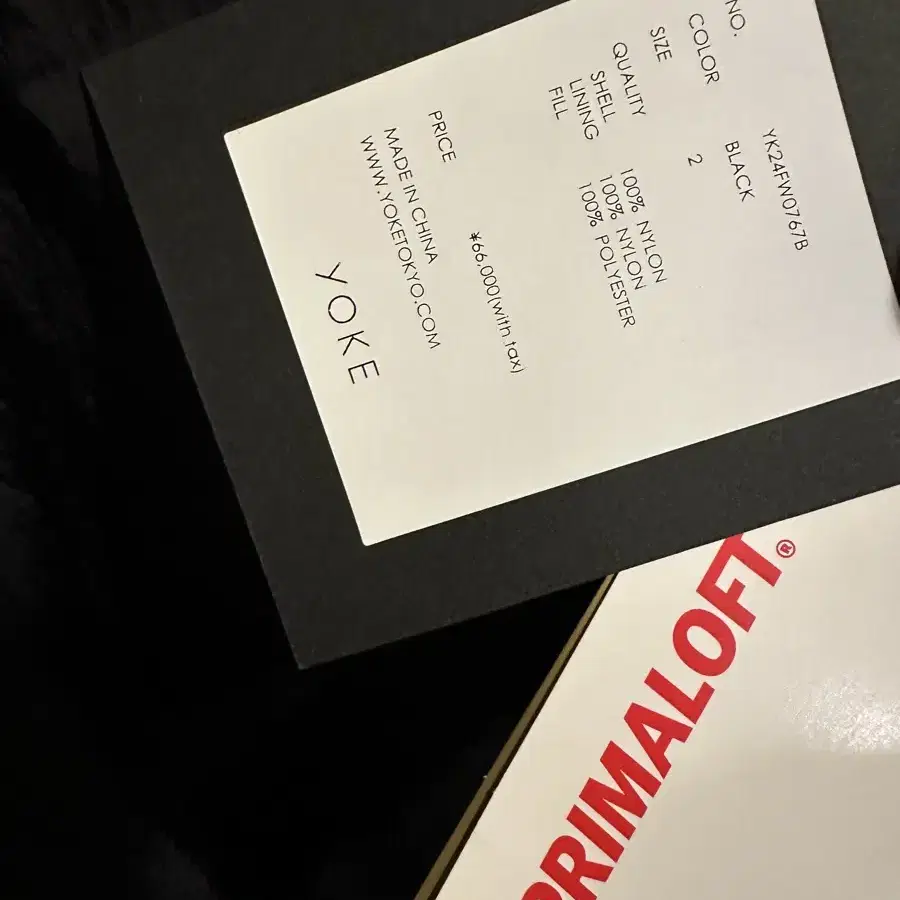 NO. YK24FW0767B
COLOR BLACK
SIZE 2
QUALITY
SHELL 100% NYLON
LINING 100% NYLON
FILL 100% POLYESTER
PRICE ¥66,000(with tax)
MADE IN CHINA
WWW.YOKETOKYO.COM
YOKE
PRIMALOFT®